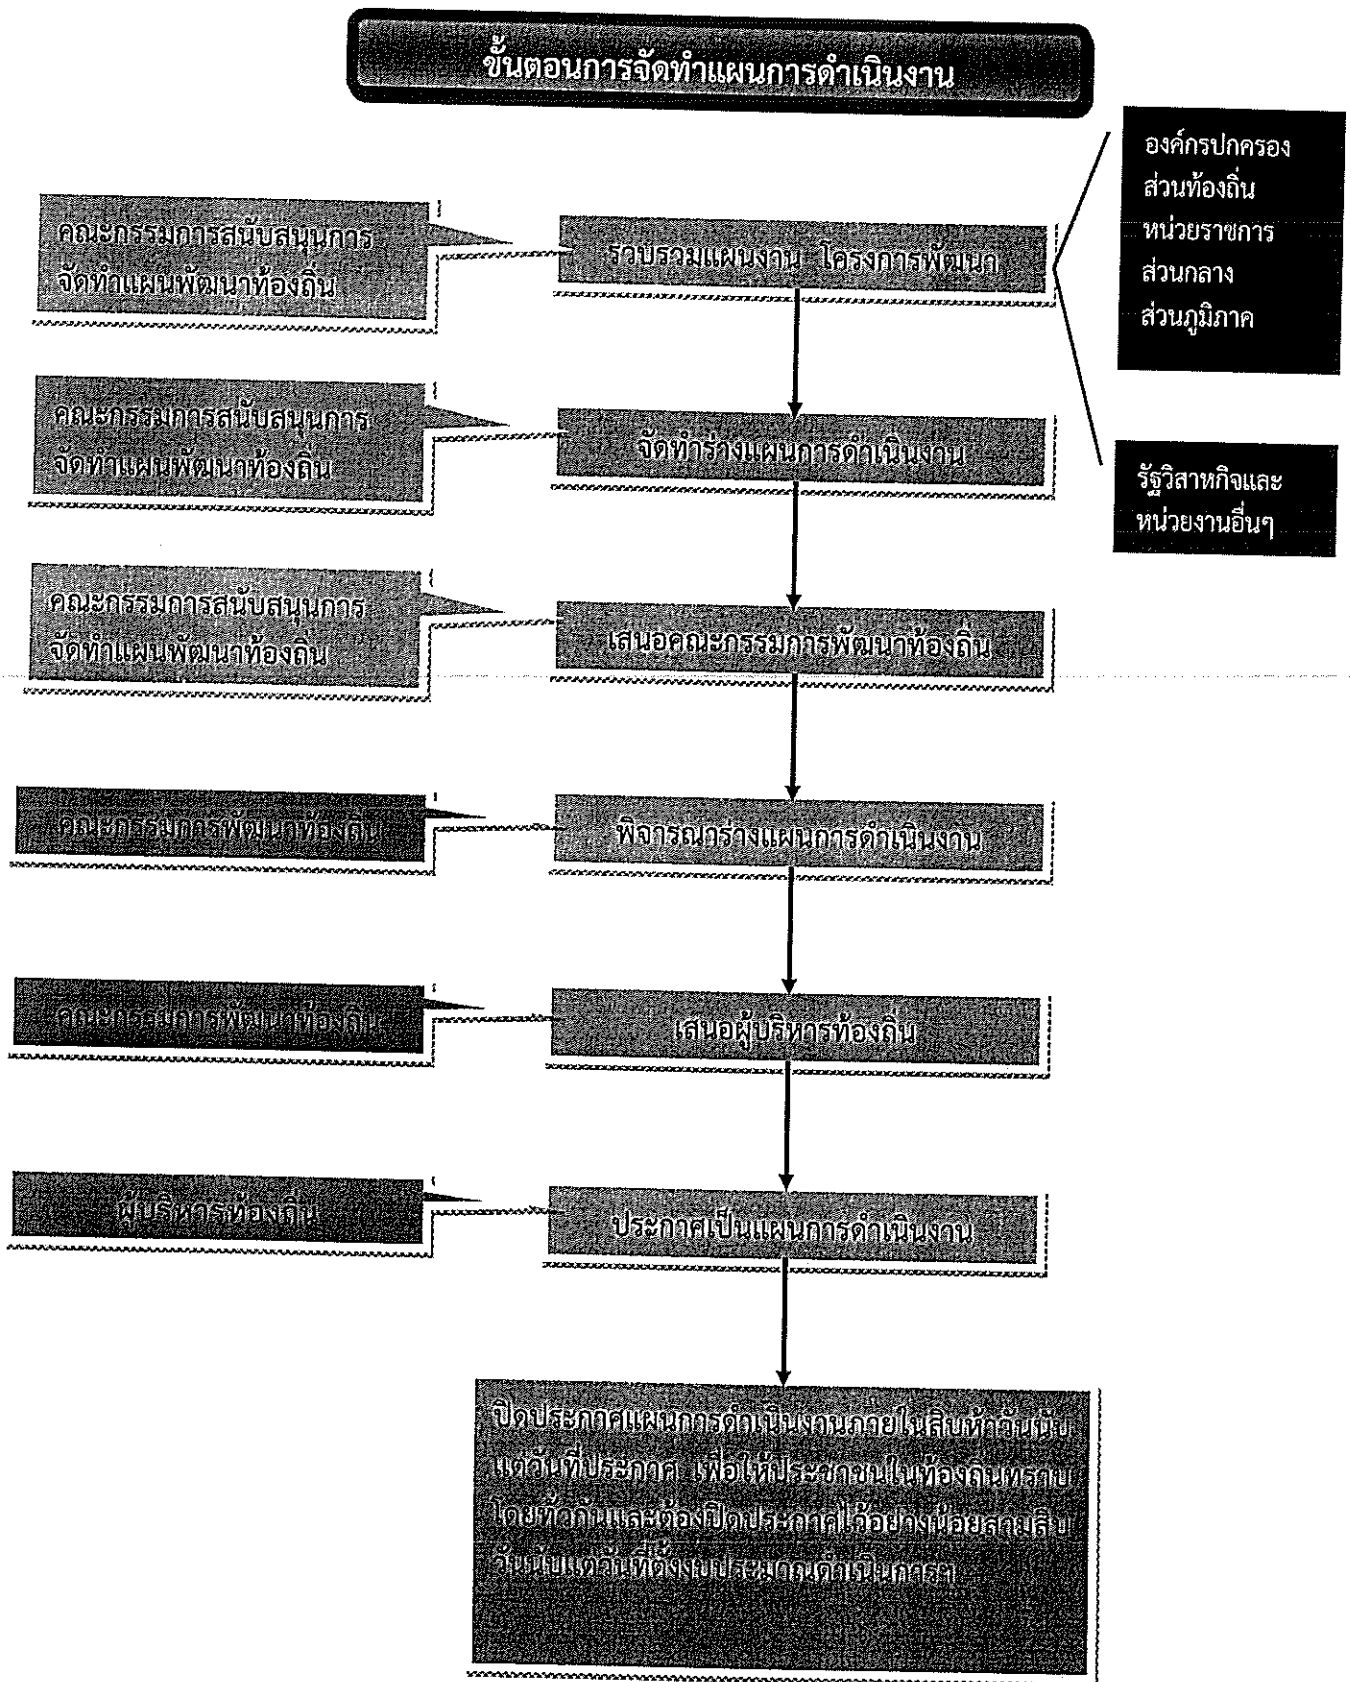 ขั้นตอนการจัดทำแผนการดำเนินงาน
องค์กรปกครอง
ส่วนท้องถิ่น
หน่วยราชการ
ส่วนกลาง
ส่วนภูมิภาค
คณะกรรมการสนับสนุนการ
จัดทำแผนพัฒนาท้องถิ่น
รวบรวมแผนงาน โครงการพัฒนา
คณะกรรมการสนับสนุนการ
จัดทำแผนพัฒนาท้องถิ่น
จัดทำร่างแผนการดำเนินงาน
รัฐวิสาหกิจและ
หน่วยงานอื่นๆ
คณะกรรมการสนับสนุนการ
จัดทำแผนพัฒนาท้องถิ่น
เสนอคณะกรรมการพัฒนาท้องถิ่น
คณะกรรมการพัฒนาท้องถิ่น
พิจารณาร่างแผนการดำเนินงาน
คณะกรรมการพัฒนาท้องถิ่น
เสนอผู้บริหารท้องถิ่น
ผู้บริหารท้องถิ่น
ประกาศเป็นแผนการดำเนินงาน
ปิดประกาศแผนการดำเนินงานภายในสิบห้าวันนับ
แต่วันที่ประกาศ เพื่อให้ประชาชนในท้องถิ่นทราบ
โดยทั่วกันและต้องปิดประกาศไว้อย่างน้อยสามสิบ
วันนับแต่วันที่ตั้งงบประมาณดำเนินการฯ